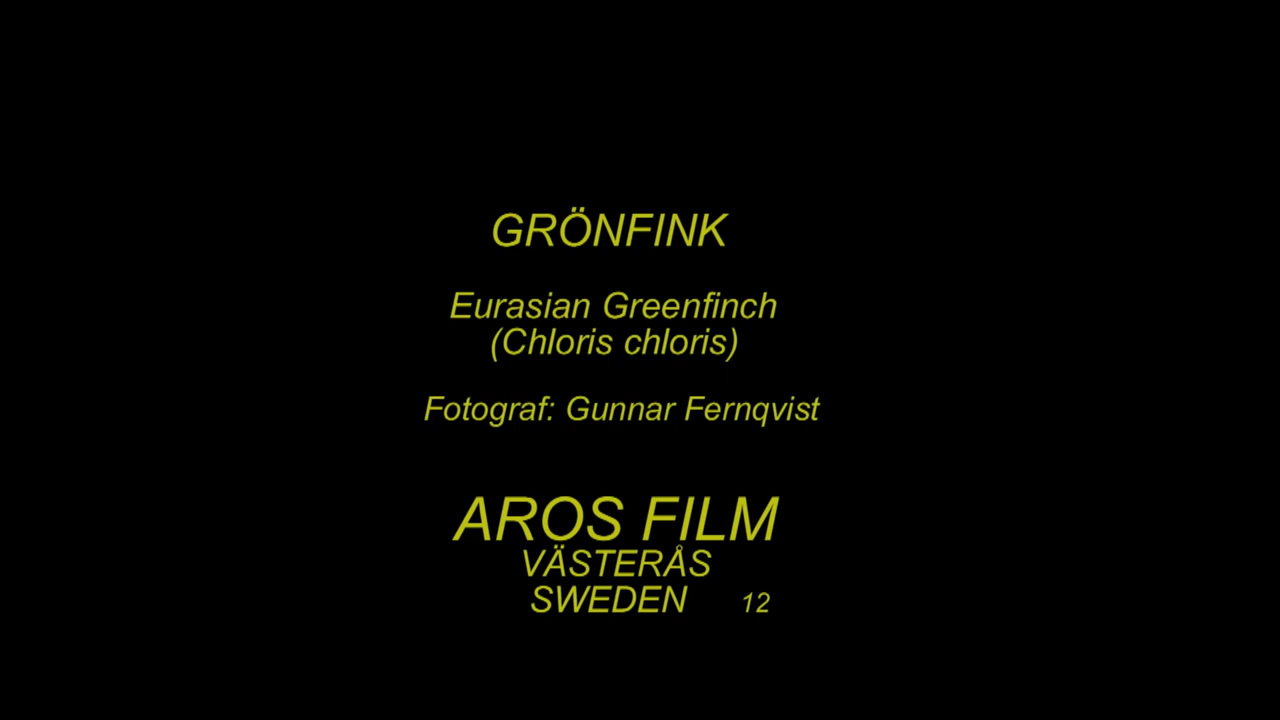 GRÖNFINK
Eurasian Greenfinch
(Chloris chloris)
Fotograf: Gunnar Fernqvist
AROS FILM
VÄSTERÅS
SWEDEN 12